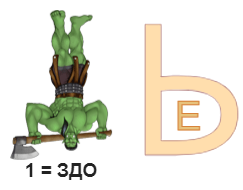 Ь
Е
1 = ЗДО